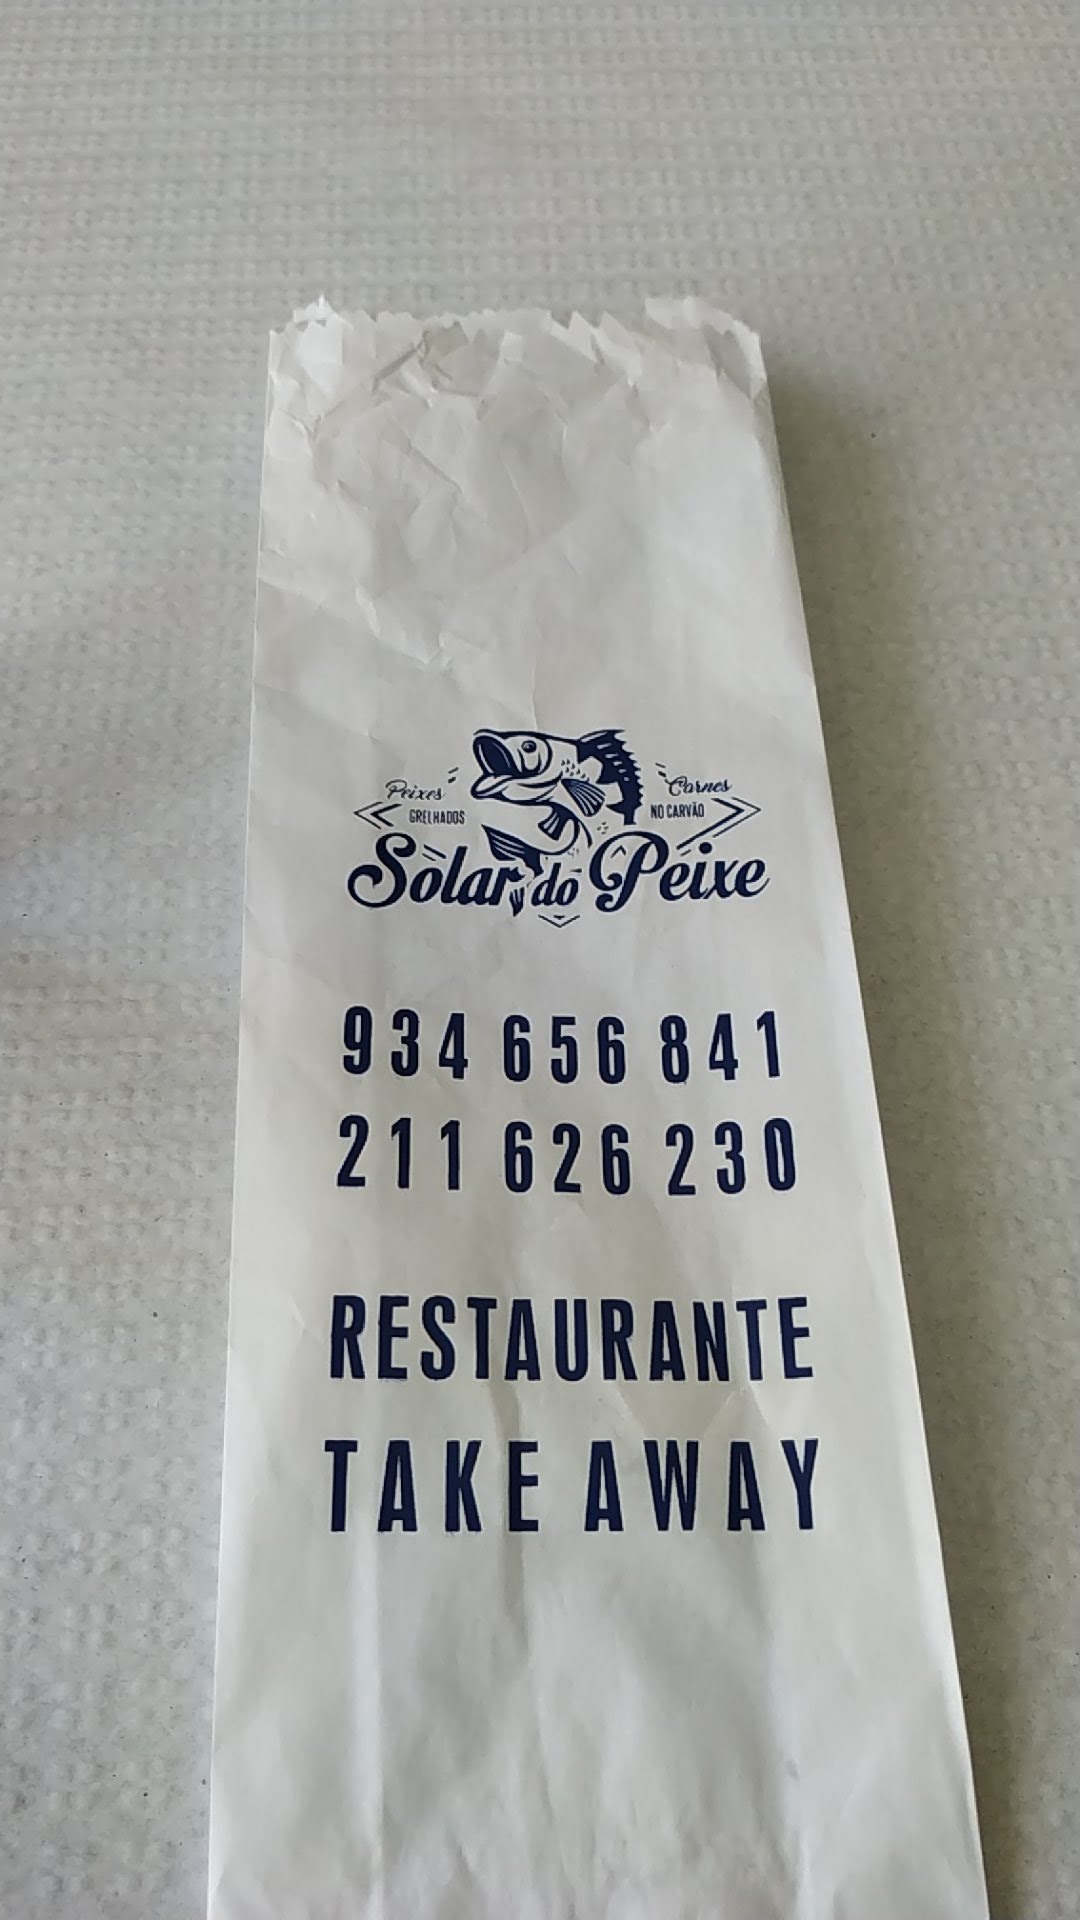 Peixes
GRELHADOS
Carnes
NO CARVÃO
Solar do Peixe
934 656 841
211 626 230
RESTAURANTE
TAKE AWAY